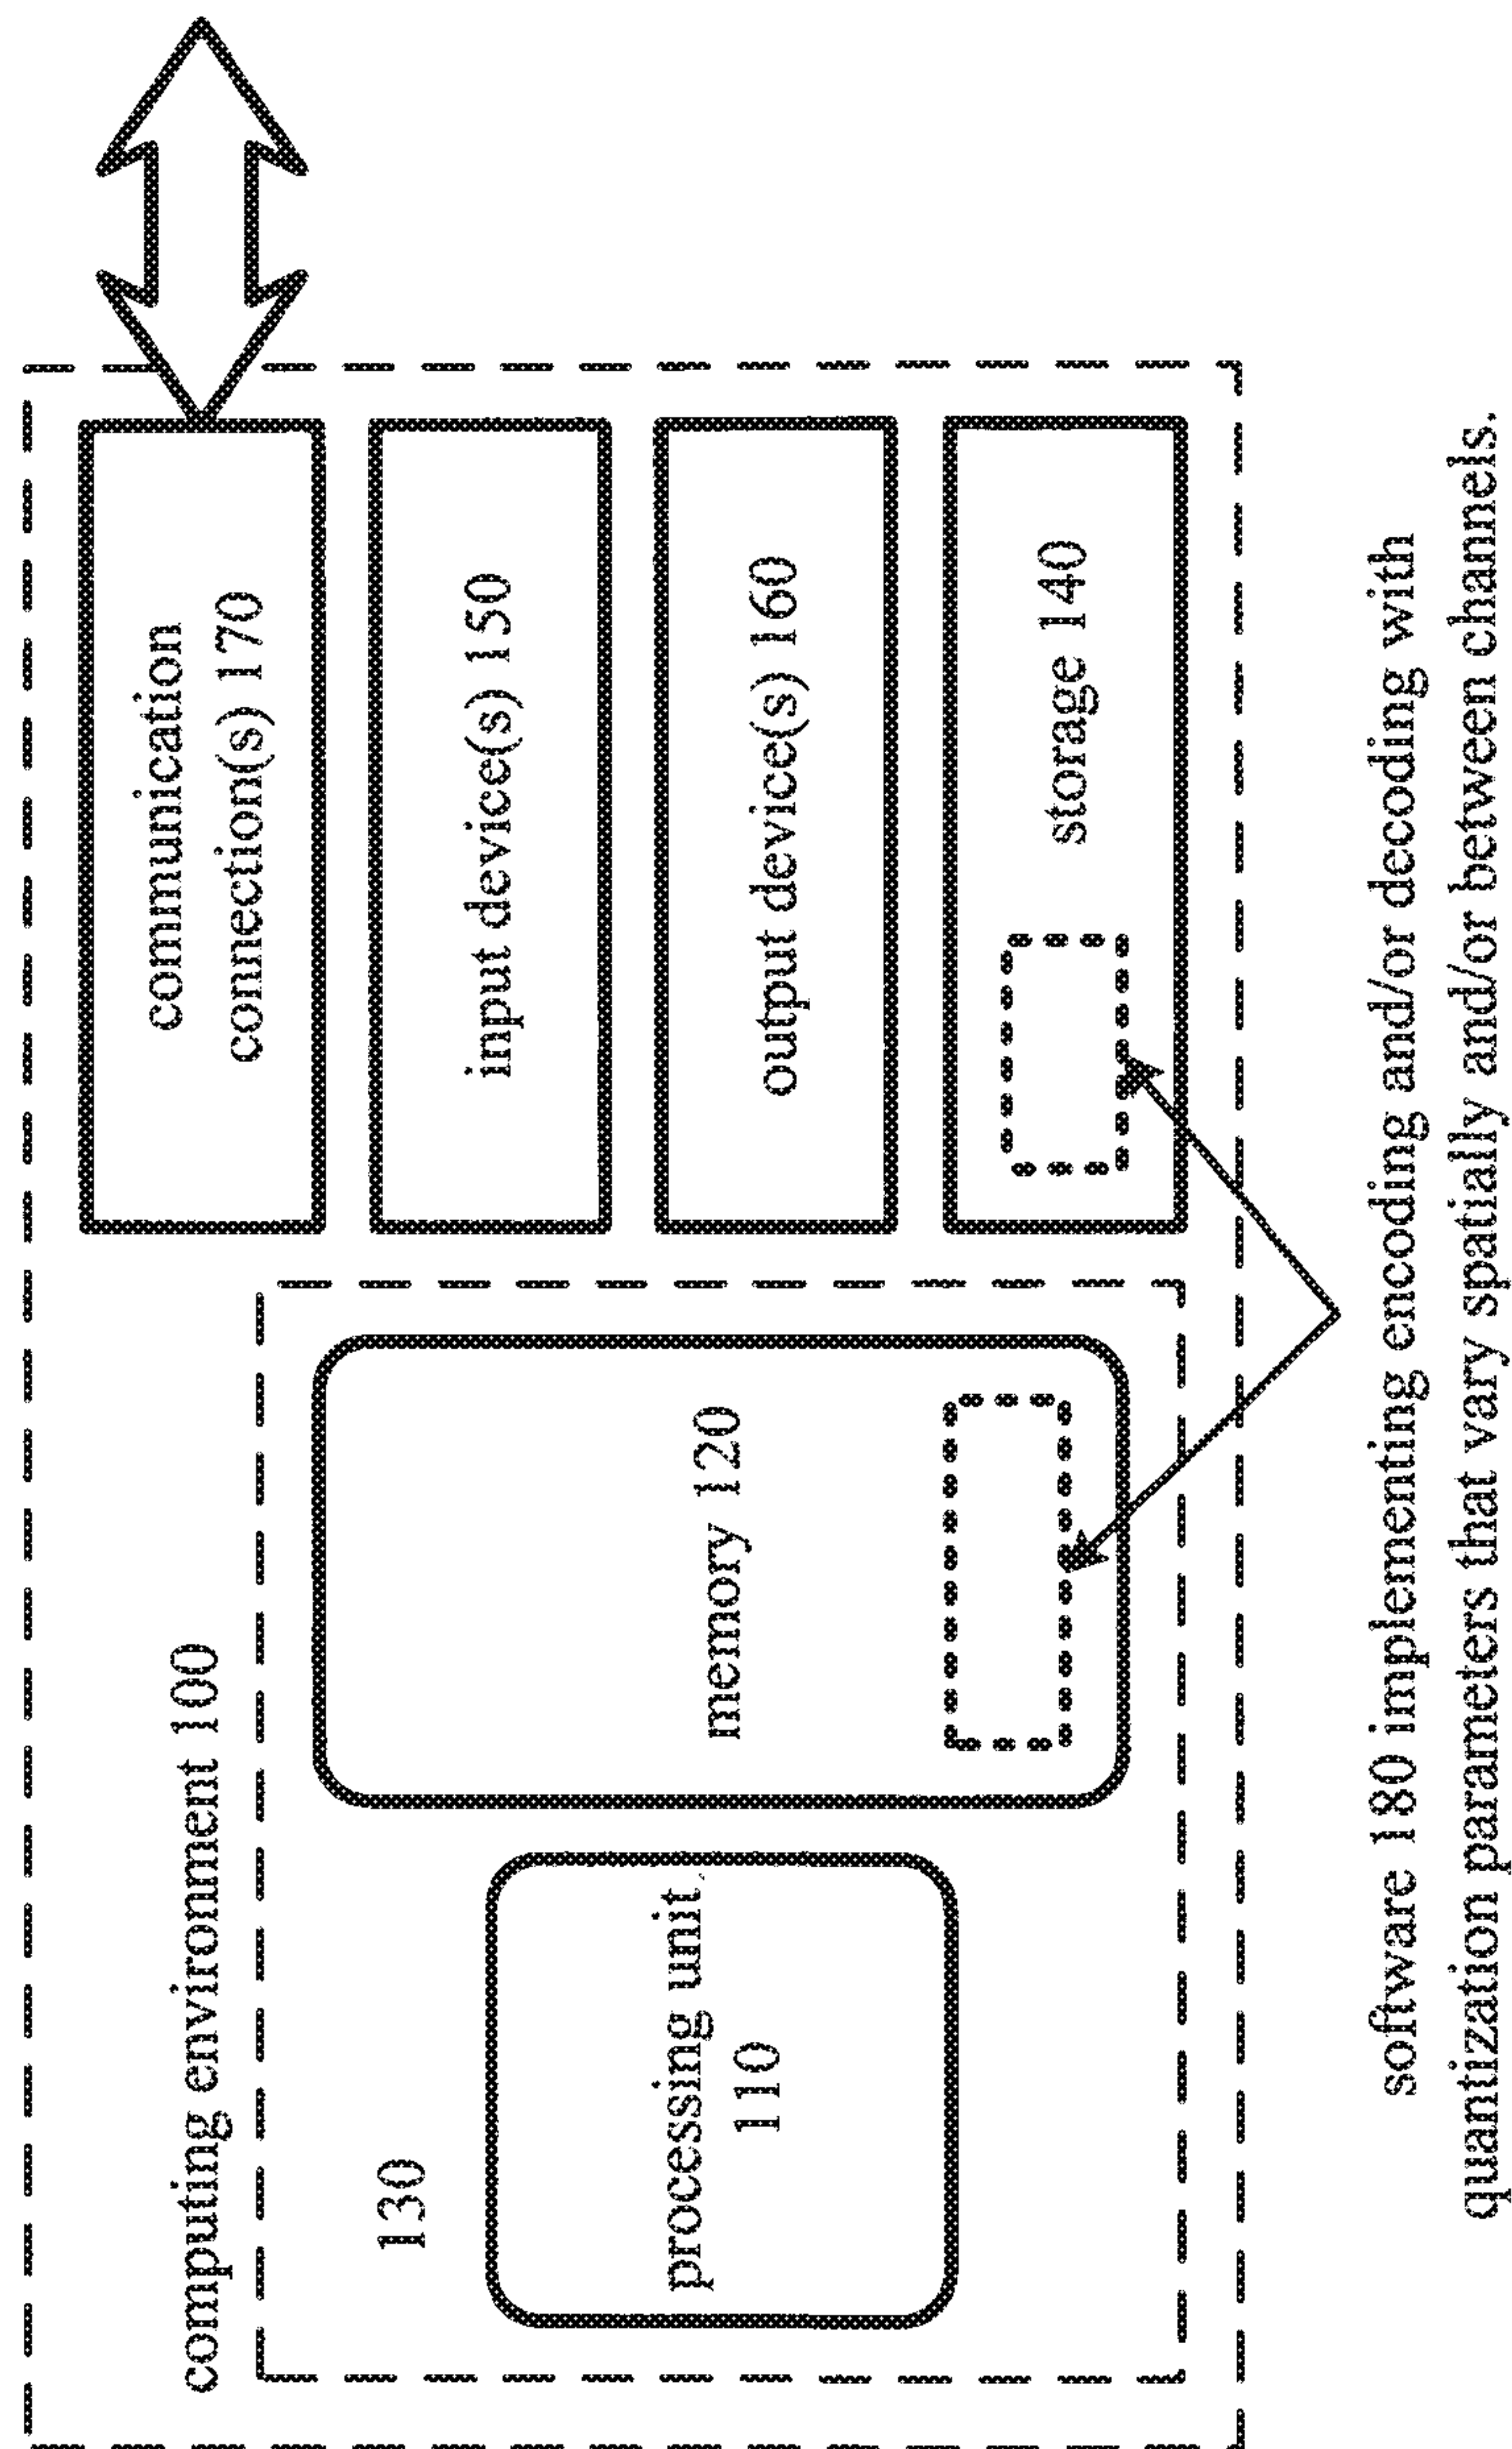 computing environment 100
communication
connection(s) 170
130
input device(s) 150
processing unit
110
memory 120
output device(s) 160
storage 140
software 180 implementing encoding and/or decoding with
quantization parameters that vary spatially and/or between channels.